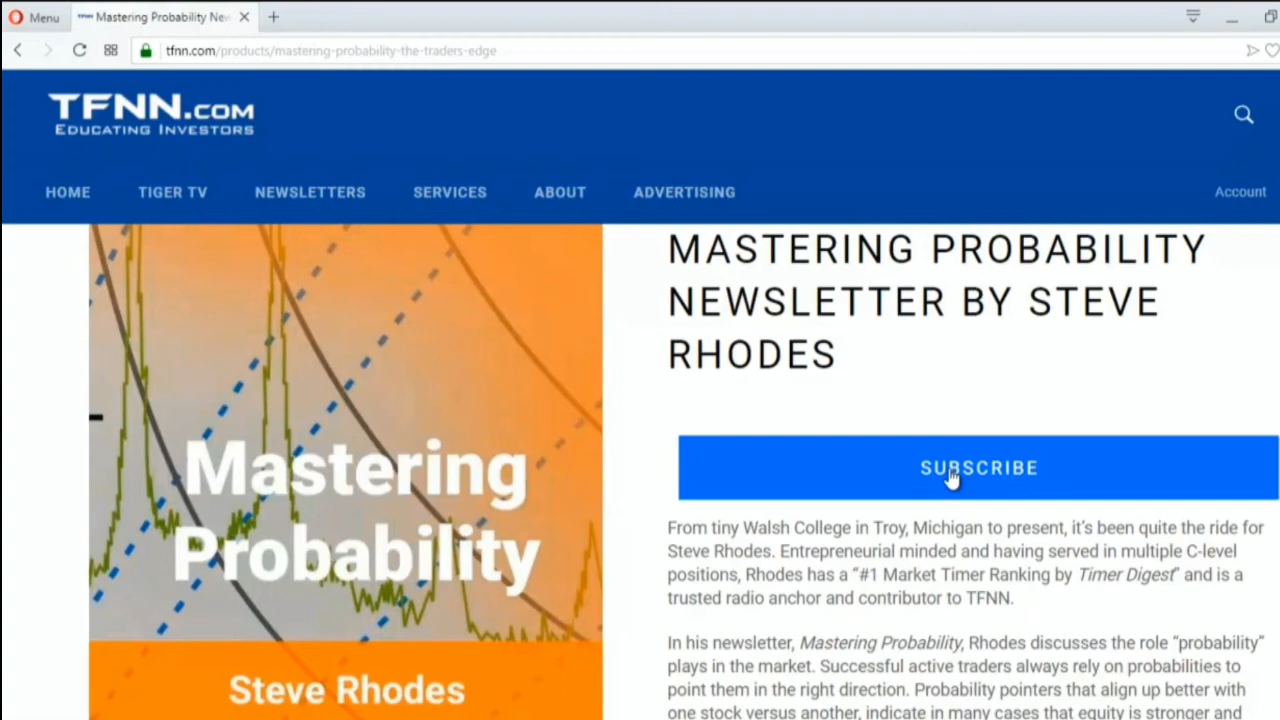 Menu
Mastering Probability New
tfnn.com/products/mastering-probability-the-traders-edge
TFNN.COM
EDUCATING INVESTORS
HOME TIGER TV NEWSLETTERS SERVICES ABOUT ADVERTISING Account
Mastering
Probability
Steve Rhodes
MASTERING PROBABILITY
NEWSLETTER BY STEVE
RHODES
SUBSCRIBE
From tiny Walsh College in Troy, Michigan to present, it's been quite the ride for
Steve Rhodes. Entrepreneurial minded and having served in multiple C-level
positions, Rhodes has a “#1 Market Timer Ranking by Timer Digest” and is a
trusted radio anchor and contributor to TFNN.
In his newsletter, Mastering Probability, Rhodes discusses the role “probability”
plays in the market. Successful active traders always rely on probabilities to
point them in the right direction. Probability pointers that align up better with
one stock versus another, indicate in many cases that equity is stronger and